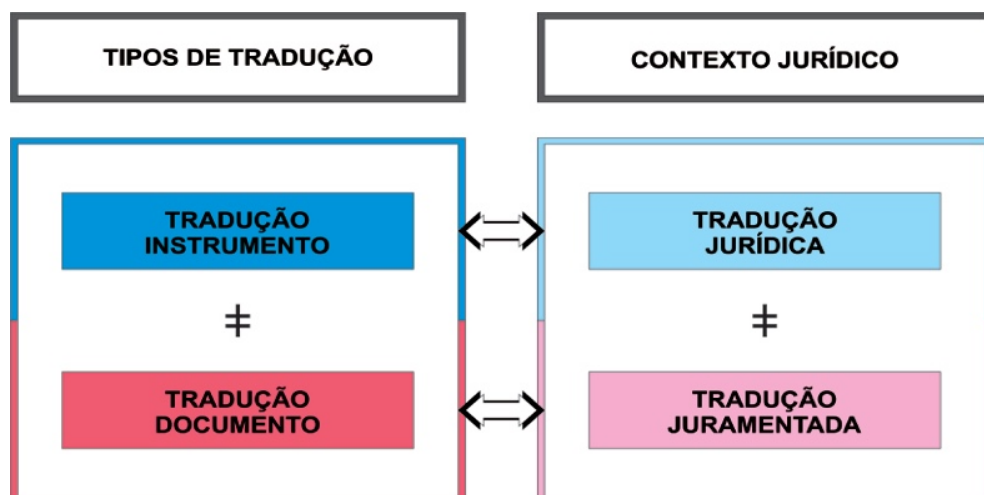 TIPOS DE TRADUÇÃO
CONTEXTO JURÍDICO
TRADUÇÃO
INSTRUMENTO
TRADUÇÃO
JURÍDICA
ǂ
ǂ
TRADUÇÃO
DOCUMENTO
TRADUÇÃO
JURAMENTADA